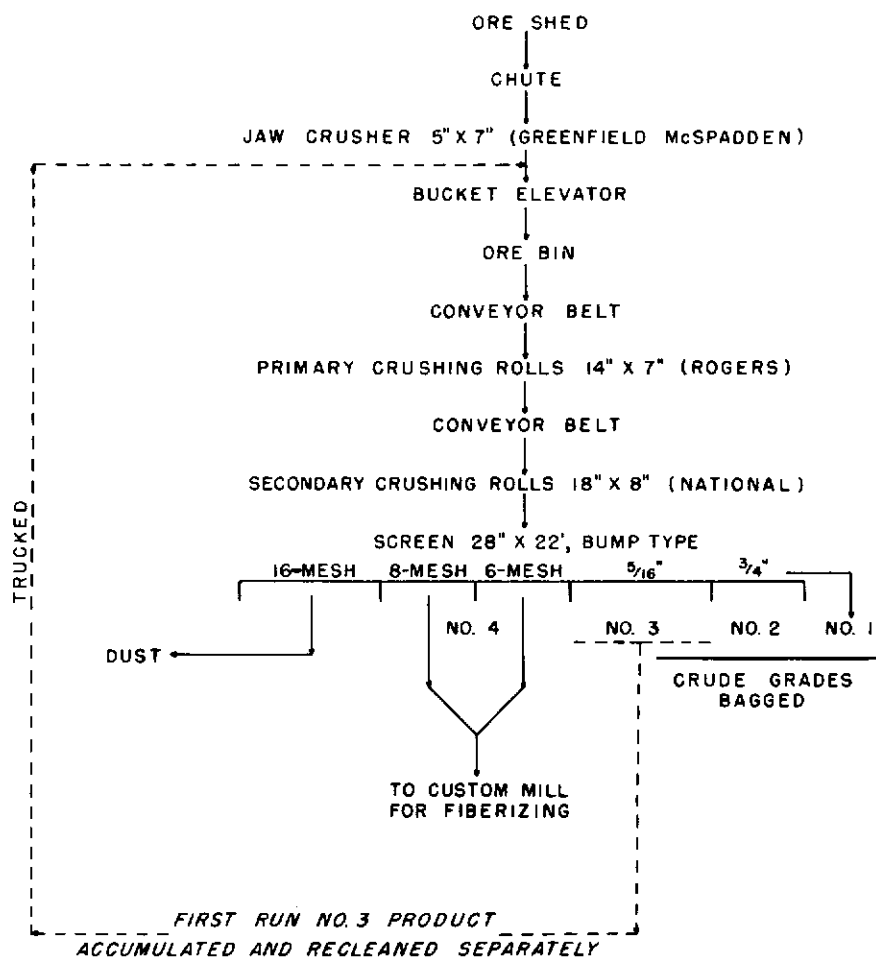 ORE SHED
CHUTE
JAW CRUSHER 5" X 7" (GREENFIELD McSPADDEN)
BUCKET ELEVATOR
ORE BIN
CONVEYOR BELT
PRIMARY CRUSHING ROLLS 14" X 7" (ROGERS)
CONVEYOR BELT
SECONDARY CRUSHING ROLLS 18" X 8" (NATIONAL)
TRUCKED
SCREEN 28" X 22', BUMP TYPE
16-MESH 8-MESH 6-MESH 5/16" 3/4"
NO. 4 NO. 3 NO. 2 NO. 1
DUST
CRUDE GRADES
BAGGED
TO CUSTOM MILL
FOR FIBERIZING
FIRST RUN NO. 3 PRODUCT
ACCUMULATED AND RECLEANED SEPARATELY